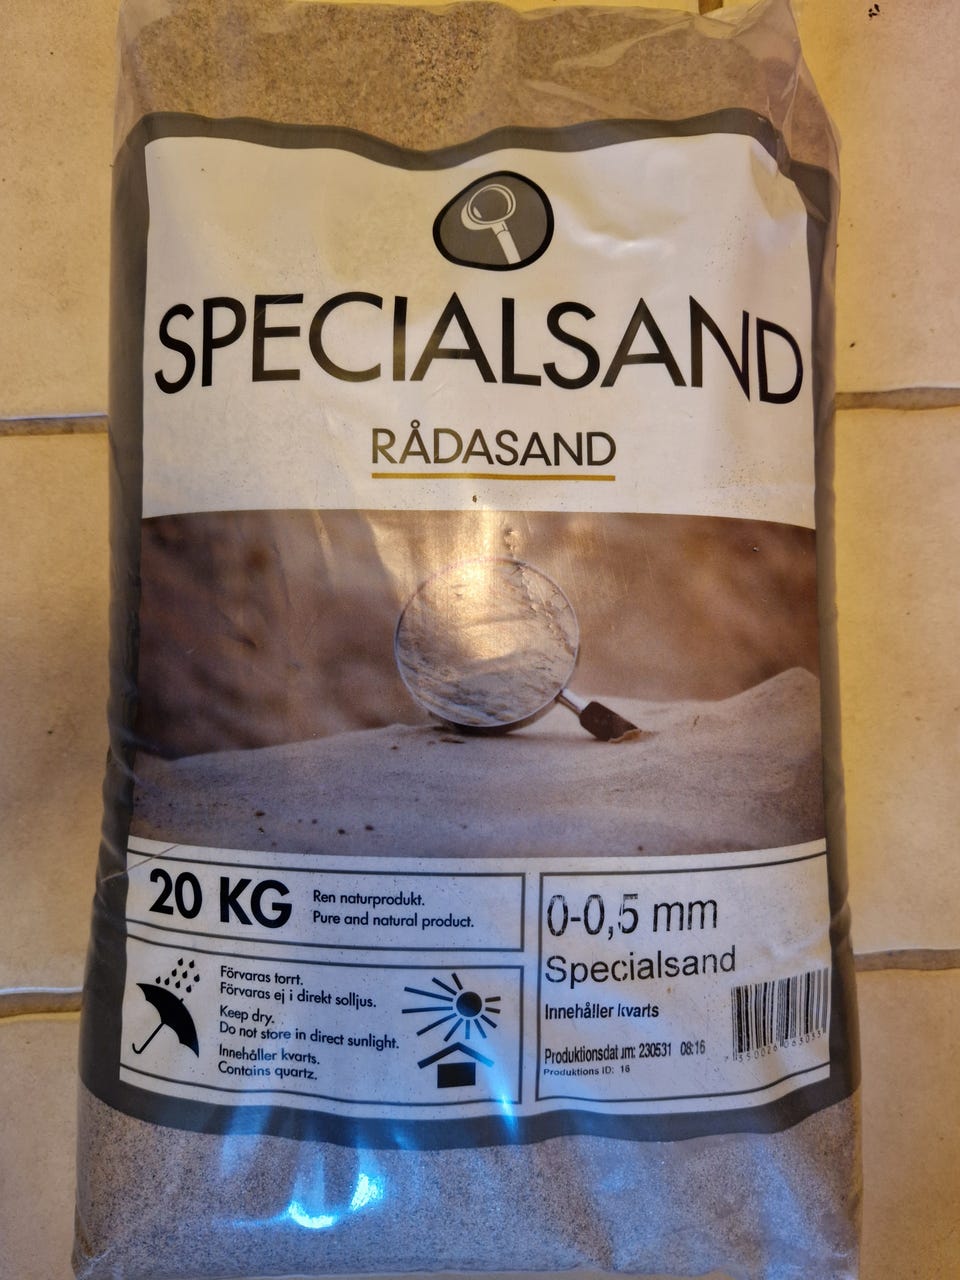 SPECIALSAND
RÅDASAND
20 KG
Ren naturprodukt.
Pure and natural product.
Förvaras torrt.
Förvaras ej i direkt solljus.
Keep dry.
Do not store in direct sunlight.
Innehåller kvarts.
Contains quartz.
0-0,5 mm
Specialsand
Innehåller kvarts
Produktionsdatum: 230531 08:16
Produktions ID: 16